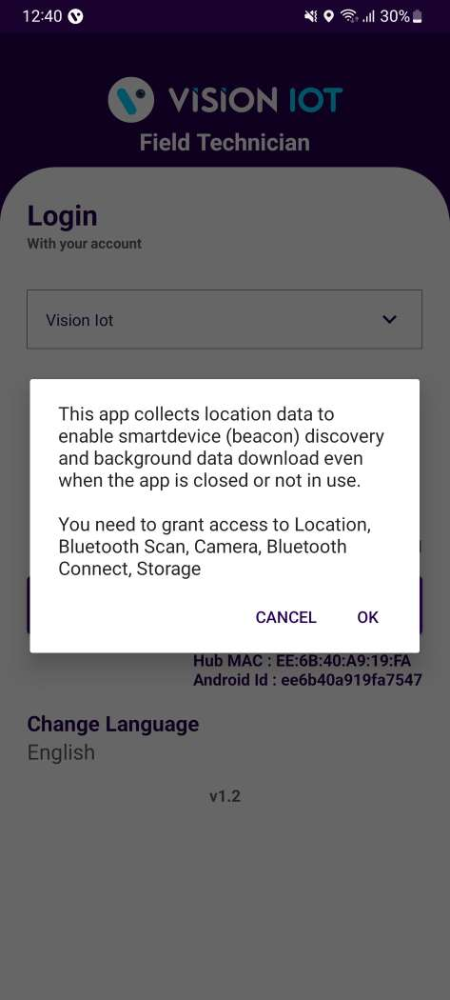 12:40
30%
VISION IOT
Field Technician
Login
With your account
Vision Iot
This app collects location data to
enable smartdevice (beacon) discovery
and background data download even
when the app is closed or not in use.
You need to grant access to Location,
Bluetooth Scan, Camera, Bluetooth
Connect, Storage
CANCEL OK
Hub MAC : EE:6B:40:A9:19:FA
Android Id : ee6b40a919fa7547
Change Language
English
v1.2